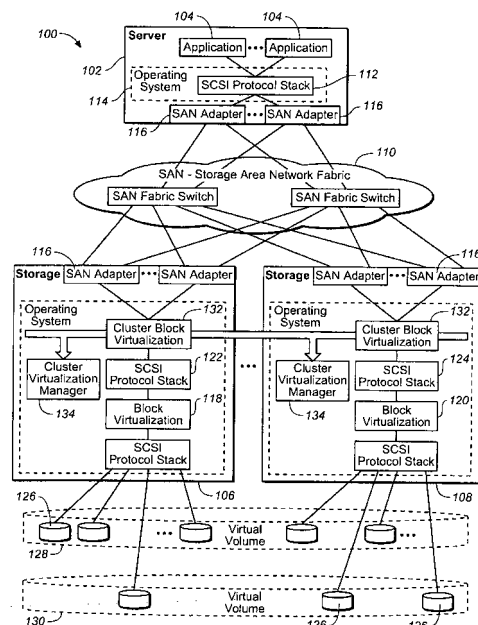 100
104
104
Server
Application ••• Application
102
Operating
System
SCSI Protocol Stack
112
114
116
SAN Adapter ••• SAN Adapter
116
110
SAN - Storage Area Network Fabric
SAN Fabric Switch
SAN Fabric Switch
116
116
Storage SAN Adapter ••• SAN Adapter
Storage SAN Adapter ••• SAN Adapter
Operating
System
132
Operating
System
132
Cluster Block
Virtualization
Cluster Block
Virtualization
122
124
SCSI
Protocol Stack
SCSI
Protocol Stack
Cluster
Virtualization
Manager
134
•••
Cluster
Virtualization
Manager
134
118
120
Block
Virtualization
Block
Virtualization
SCSI
Protocol Stack
SCSI
Protocol Stack
106
108
126
••• Virtual
Volume
•••
128
Virtual
Volume
130
126
126